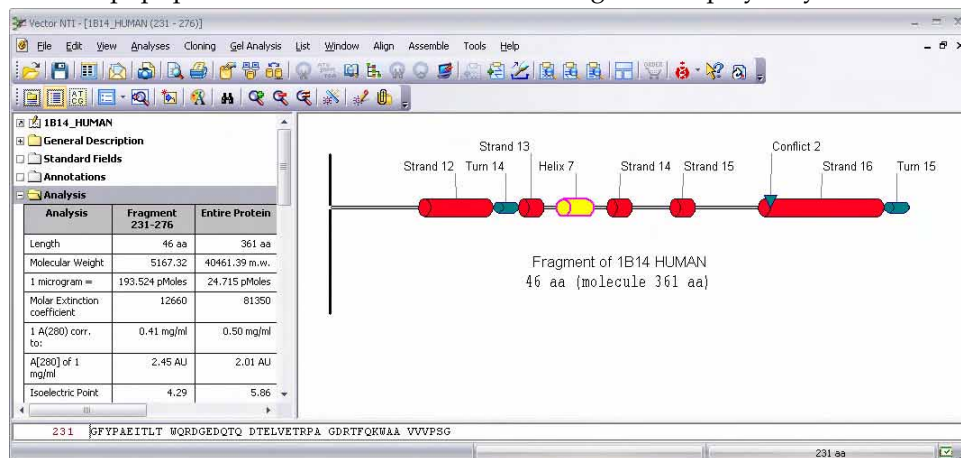 Vector NTI - [1B14_HUMAN (231 - 276)]
File Edit View Analyses Cloning Gel Analysis List Window Align Assemble Tools Help
1B14_HUMAN
General Description
Standard Fields
Annotations
Analysis
Analysis Fragment 231-276 Entire Protein
Length 46 aa 361 aa
Molecular Weight 5167.32 40461.39 m.w.
1 microgram = 193.524 pMoles 24.715 pMoles
Molar Extinction coefficient 12660 81350
1 A(280) corr. to: 0.41 mg/ml 0.50 mg/ml
A[280] of 1 mg/ml 2.45 AU 2.01 AU
Isoelectric Point 4.29 5.86
Strand 13 Conflict 2
Strand 12 Turn 14 Helix 7 Strand 14 Strand 15 Strand 16 Turn 15
Fragment of 1B14 HUMAN
46 aa (molecule 361 aa)
231 GFYPAEITLT WQRDGEDQTQ DTELVETRPA GDRTFQKWAA VVVPSG
231 aa